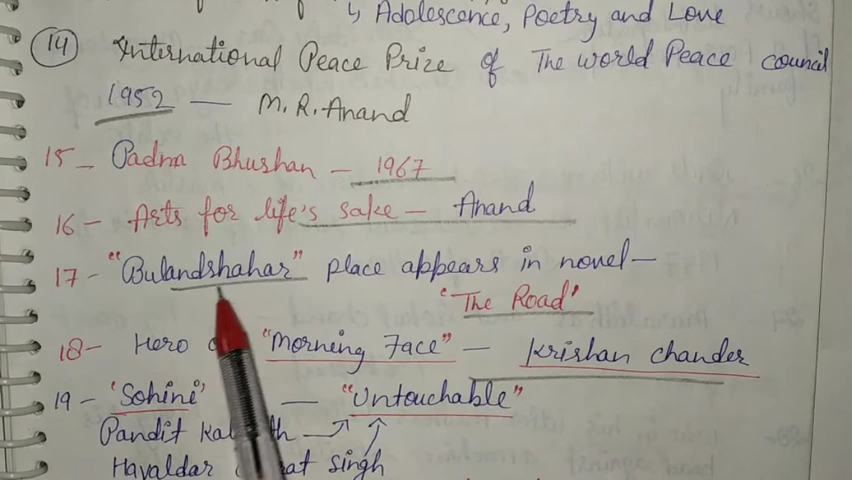 ↳ Adolescence, Poetry and Love
14 International Peace Prize of The world Peace council
1952 — M.R. Anand
15- Padma Bhushan - 1967
16- Arts for life's sake - Anand
17- "Bulandshahar" place appears in novel -
'The Road'
18- Hero "Morning Face" - Krishan chander
19- 'Sohini' — "Untouchable"
Pandit
Havaldar Singh